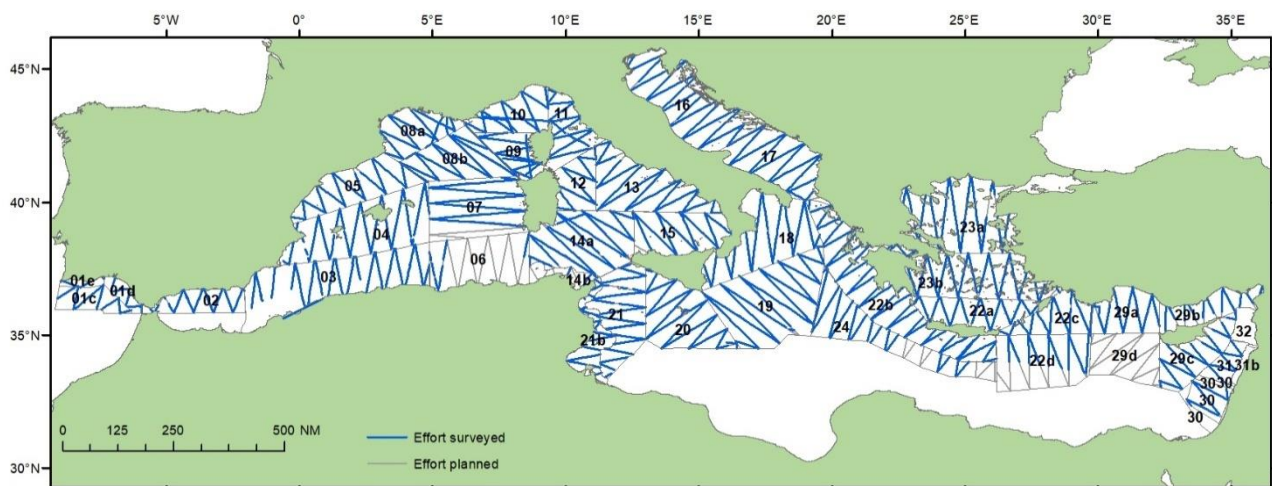 5°W 0° 5°E 10°E 15°E 20°E 25°E 30°E 35°E
45°N
16
10 11
08a
17
09
08b
05 12 13
40°N
07
04 23a
18
15
14a
06
03 14b 23b
01e
01c 01d 02 19 22b 22a 22c 29a 29b
21 20 24
32
35°N
21b
22d 29d 29c 31 31b
30 30
30
30
0 125 250 500 NM
Effort surveyed
Effort planned
30°N